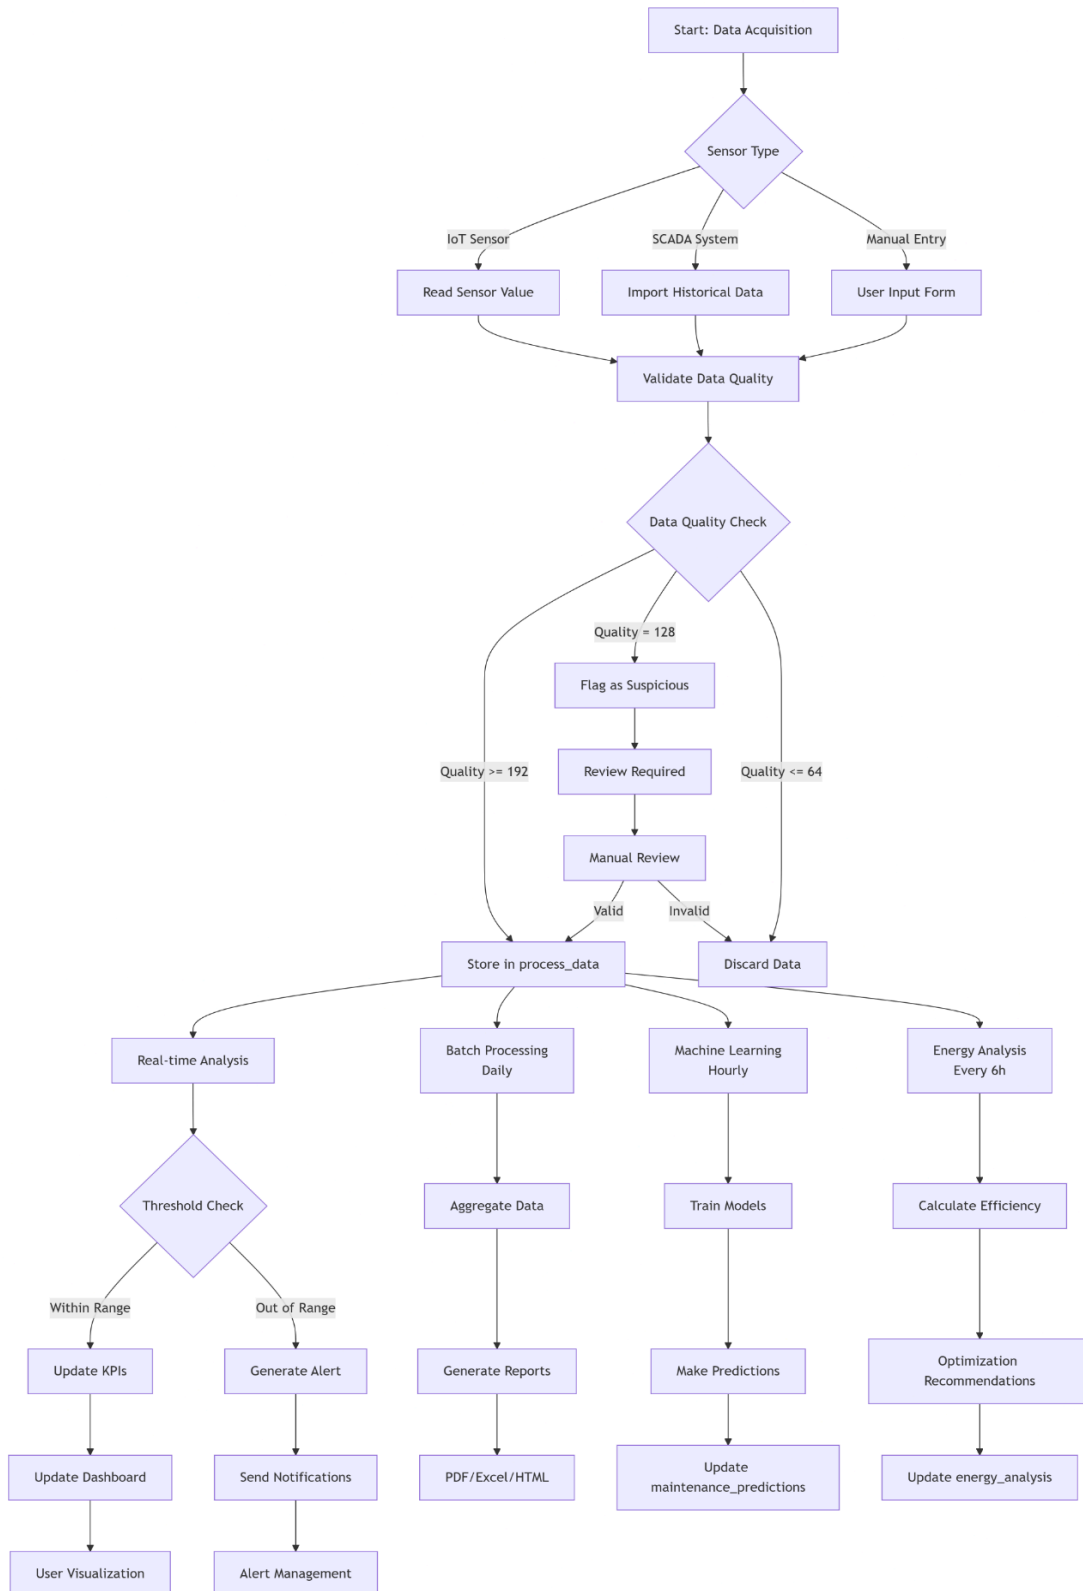 Start: Data Acquisition
Sensor Type
IoT Sensor
SCADA System
Manual Entry
Read Sensor Value
Import Historical Data
User Input Form
Validate Data Quality
Data Quality Check
Quality = 128
Flag as Suspicious
Quality >= 192
Review Required
Quality <= 64
Manual Review
Valid
Invalid
Store in process_data
Discard Data
Real-time Analysis
Batch Processing
Daily
Machine Learning
Hourly
Energy Analysis
Every 6h
Threshold Check
Aggregate Data
Train Models
Calculate Efficiency
Within Range
Out of Range
Update KPIs
Generate Alert
Generate Reports
Make Predictions
Optimization
Recommendations
Update Dashboard
Send Notifications
PDF/Excel/HTML
Update
maintenance_predictions
Update energy_analysis
User Visualization
Alert Management